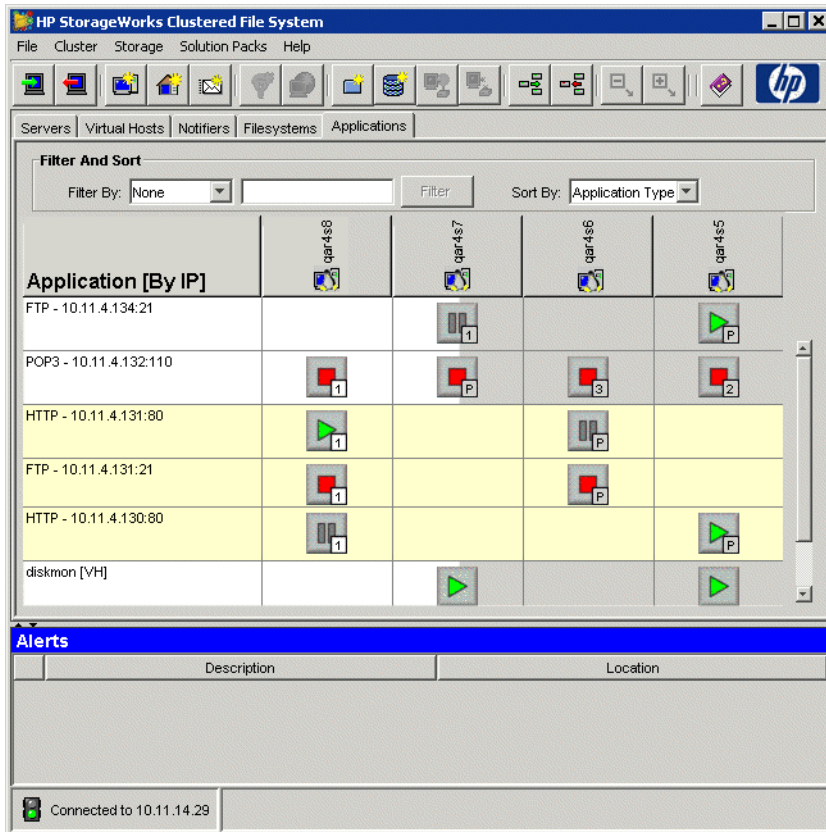 HP StorageWorks Clustered File System
File Cluster Storage Solution Packs Help
hp
Servers Virtual Hosts Notifiers Filesystems Applications
Filter And Sort
Filter By: None Filter Sort By: Application Type
Application [By IP] qar4s8 qar4s7 qar4s6 qar4s5
FTP - 10.11.4.134:21
1 P
POP3 - 10.11.4.132:110
1 P 3 2
HTTP - 10.11.4.131:80
1 P
FTP - 10.11.4.131:21
1 P
HTTP - 10.11.4.130:80
1 P
diskmon [VH]
Alerts
Description Location
Connected to 10.11.14.29